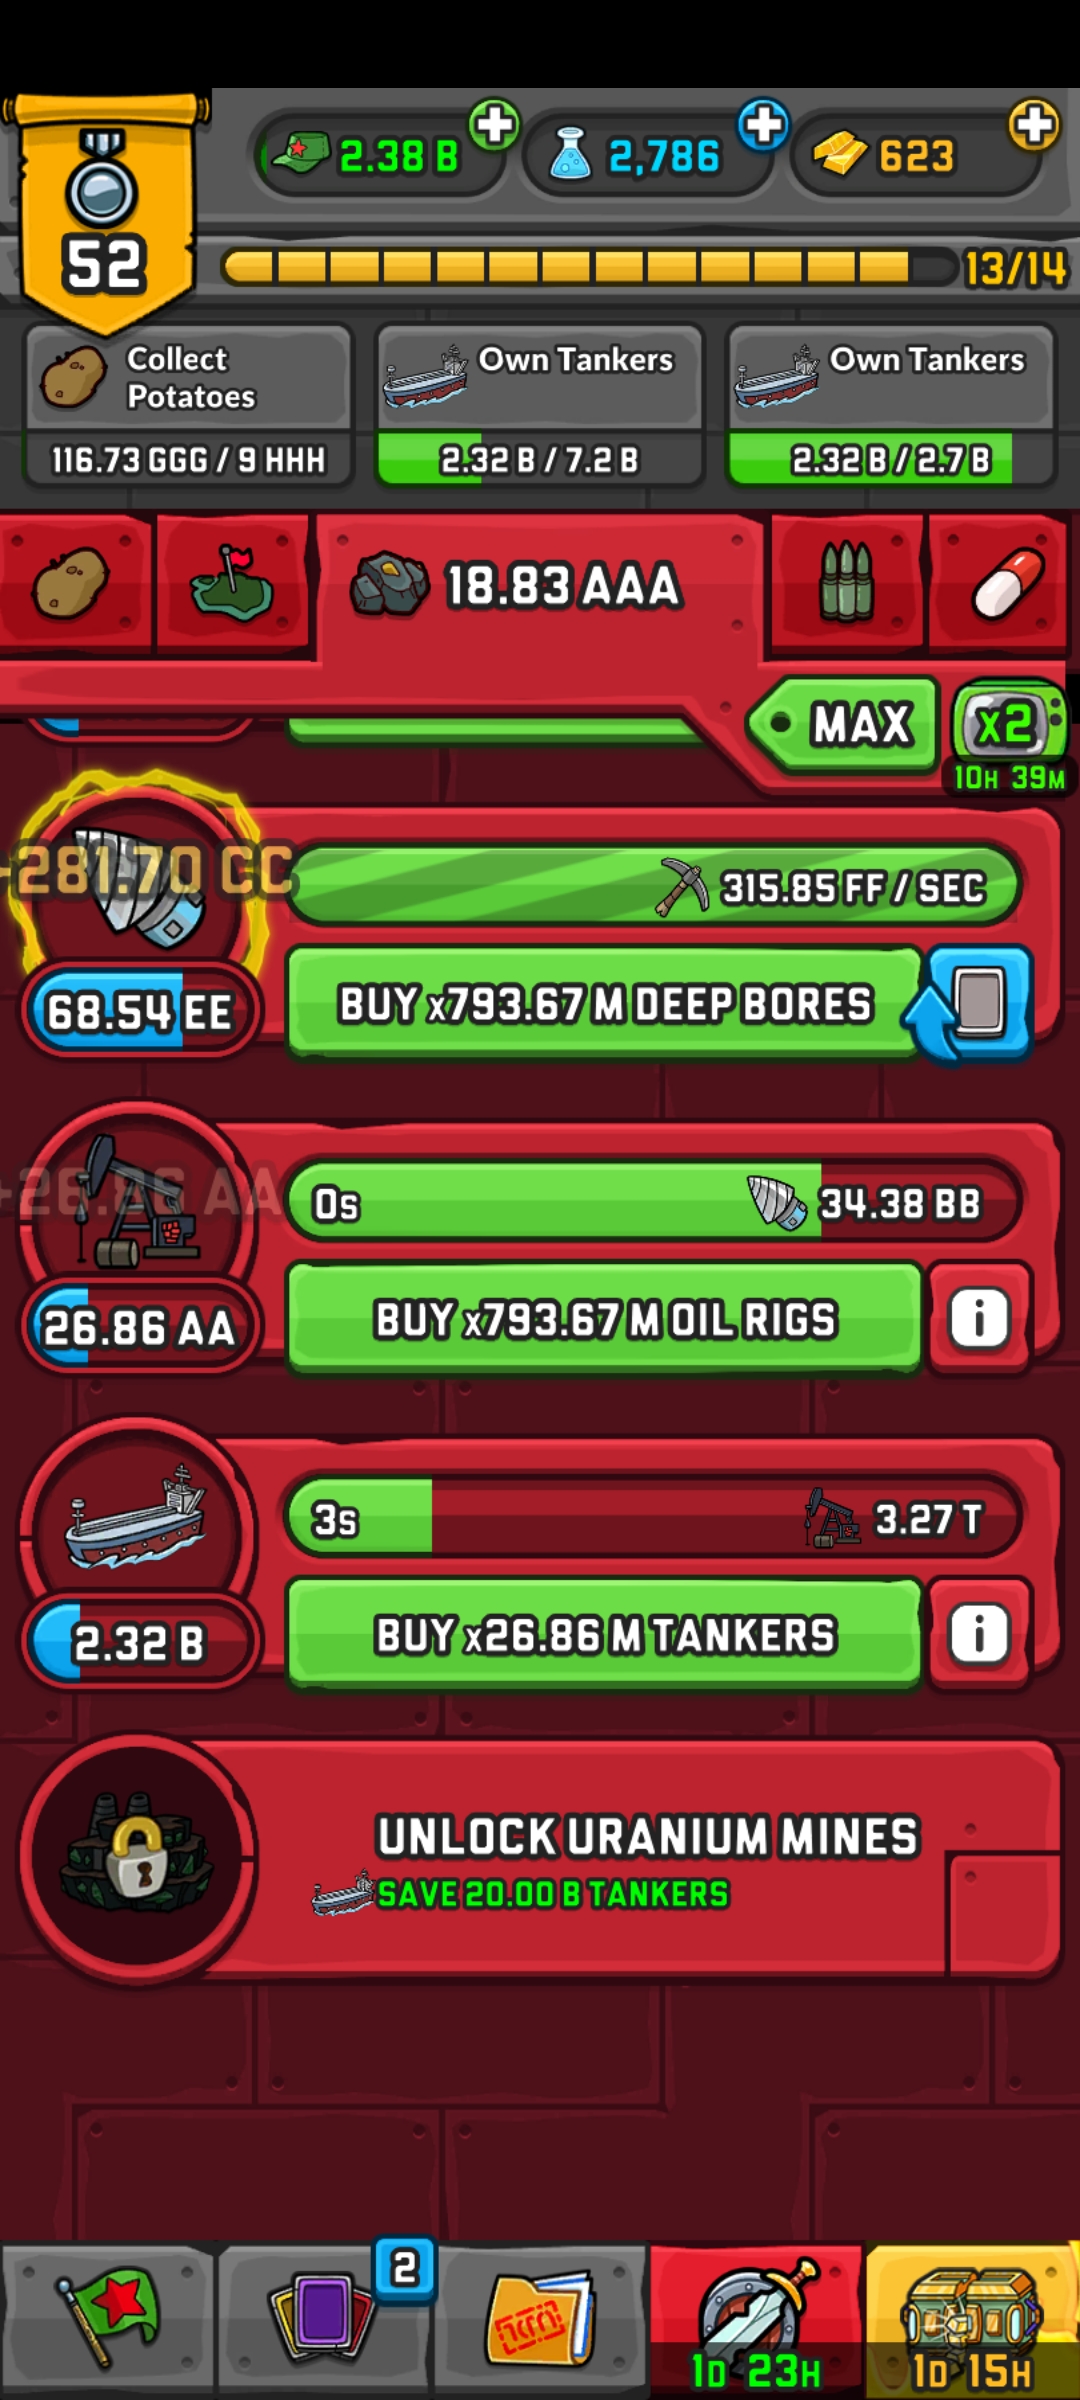 2.38 B
2,786
623
52
13/14
Collect
Potatoes
116.73 GGG / 9 HHH
Own Tankers
2.32 B / 7.2 B
Own Tankers
2.32 B / 2.7 B
18.83 AAA
MAX
x2
10H 39M
281.70 CC
315.85 FF / SEC
68.54 EE
BUY x793.67 M DEEP BORES
+26.86 AA
0s
34.38 BB
26.86 AA
BUY x793.67 M OIL RIGS
i
3s
3.27 T
2.32 B
BUY x26.86 M TANKERS
i
UNLOCK URANIUM MINES
SAVE 20.00 B TANKERS
2
1D 23H
1D 15H